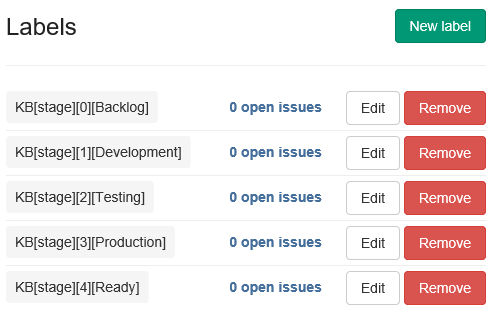 Labels New label
KB[stage][0][Backlog] 0 open issues Edit Remove
KB[stage][1][Development] 0 open issues Edit Remove
KB[stage][2][Testing] 0 open issues Edit Remove
KB[stage][3][Production] 0 open issues Edit Remove
KB[stage][4][Ready] 0 open issues Edit Remove